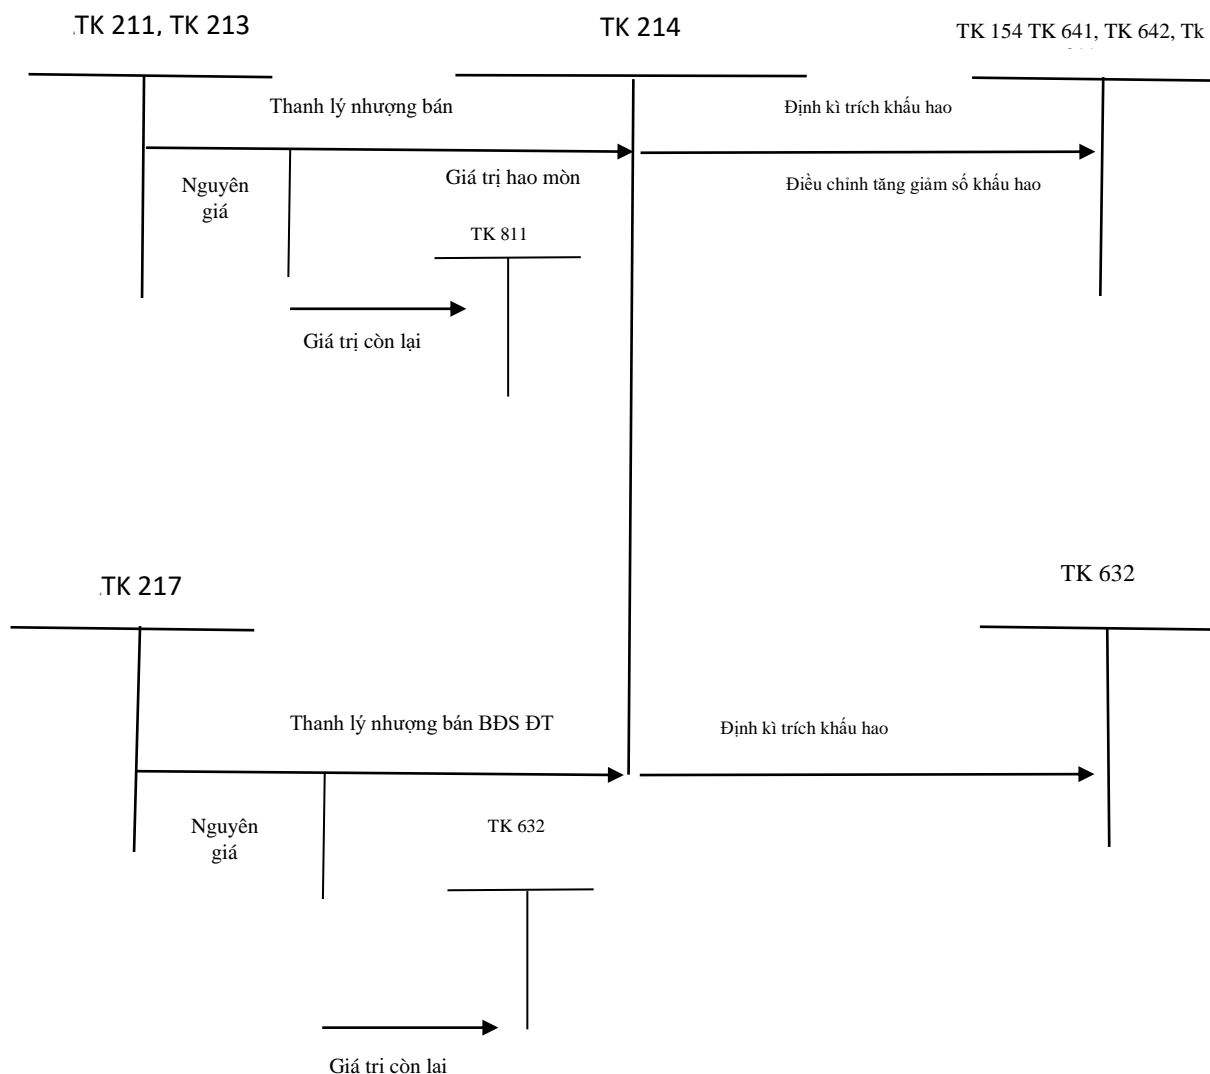 TK 211, TK 213
TK 214
TK 154 TK 641, TK 642, Tk
Thanh lý nhượng bán
Định kì trích khấu hao
Nguyên
giá
Giá trị hao mòn
Điều chỉnh tăng giảm số khấu hao
TK 811
Giá trị còn lại
TK 217
TK 632
Thanh lý nhượng bán BĐS ĐT
Định kì trích khấu hao
Nguyên
giá
TK 632
Giá tri còn lai